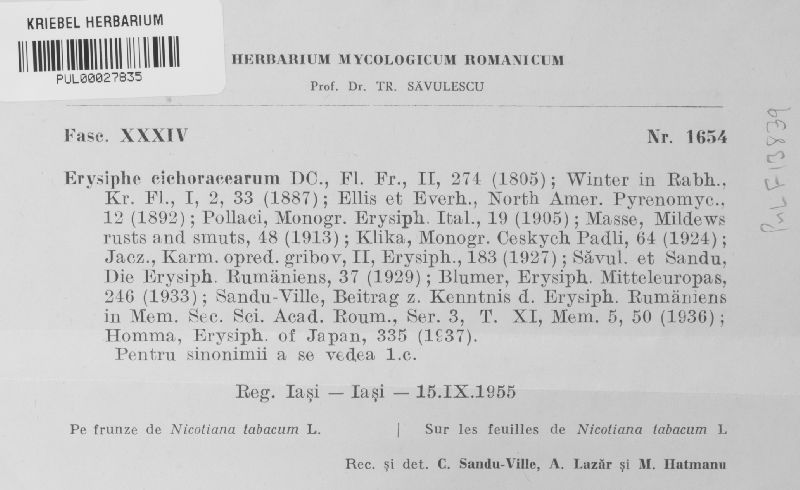 KRIEBEL HERBARIUM
PUL00027835
HERBARIUM MYCOLOGICUM ROMANICUM
Prof. Dr. TR. SĂVULESCU
Fasc. XXXIV Nr. 1654
Erysiphe cichoracearum DC., Fl. Fr., II, 274 (1805); Winter in Rabh.,
Kr. Fl., I, 2, 33 (1887); Ellis et Everh., North Amer. Pyrenomyc.,
12 (1892); Pollaci, Monogr. Erysiph. Ital., 19 (1905); Masse, Mildews
rusts and smuts, 48 (1913); Klika, Monogr. Ceskych Padli, 64 (1924);
Jacz., Karm. opred. gribov, II, Erysiph., 183 (1927); Săvul. et Sandu,
Die Erysiph. Rumäniens, 37 (1929); Blumer, Erysiph. Mitteleuropas,
246 (1933); Sandu-Ville, Beitrag z. Kenntnis d. Erysiph. Rumäniens
in Mem. Sec. Sci. Acad. Roum., Ser. 3, T. XI, Mem. 5, 50 (1936);
Homma, Erysiph. of Japan, 335 (1937).
Pentru sinonimii a se vedea l.c.
Reg. Iași — Iași — 15.IX.1955
Pe frunze de Nicotiana tabacum L. | Sur les feuilles de Nicotiana tabacum L
Rec. și det. C. Sandu-Ville, A. Lazăr și M. Hatmanu
PUL F13839